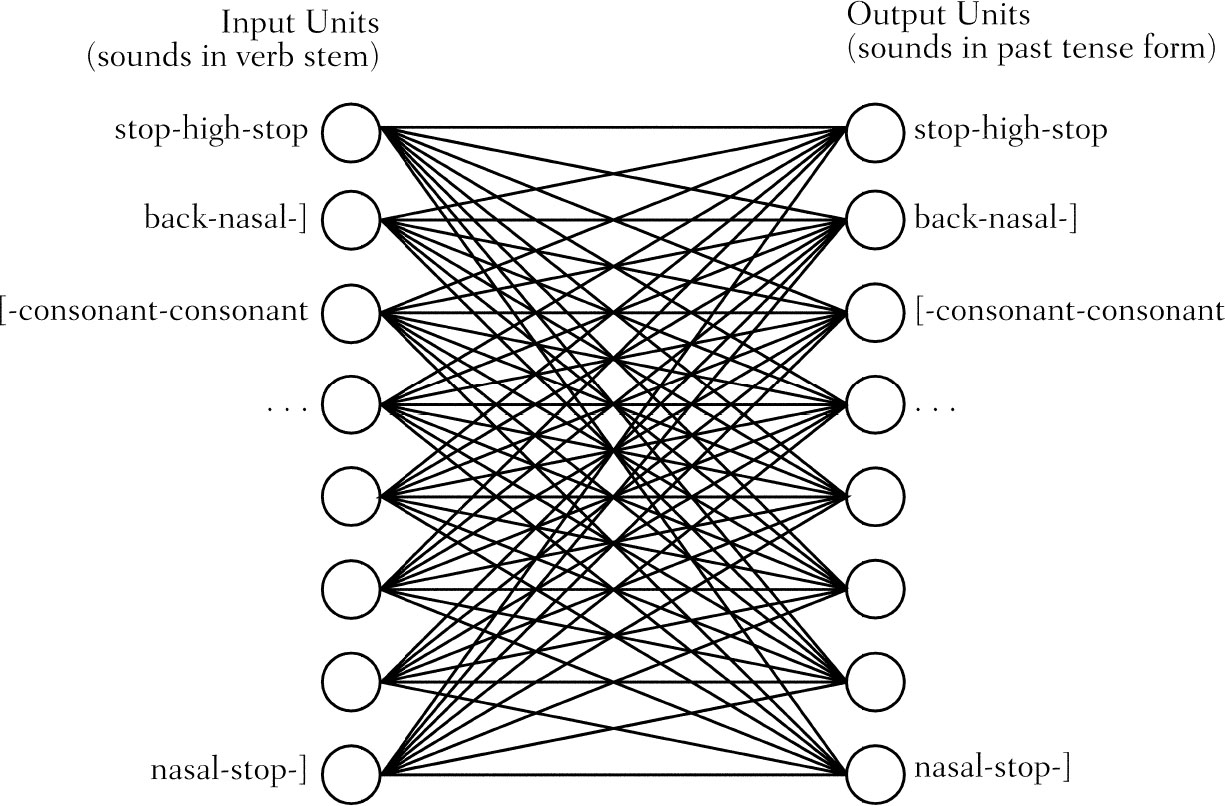 Input Units
(sounds in verb stem)
Output Units
(sounds in past tense form)
stop-high-stop
stop-high-stop
back-nasal-]
back-nasal-]
[-consonant-consonant
[-consonant-consonant
. . .
. . .
nasal-stop-]
nasal-stop-]